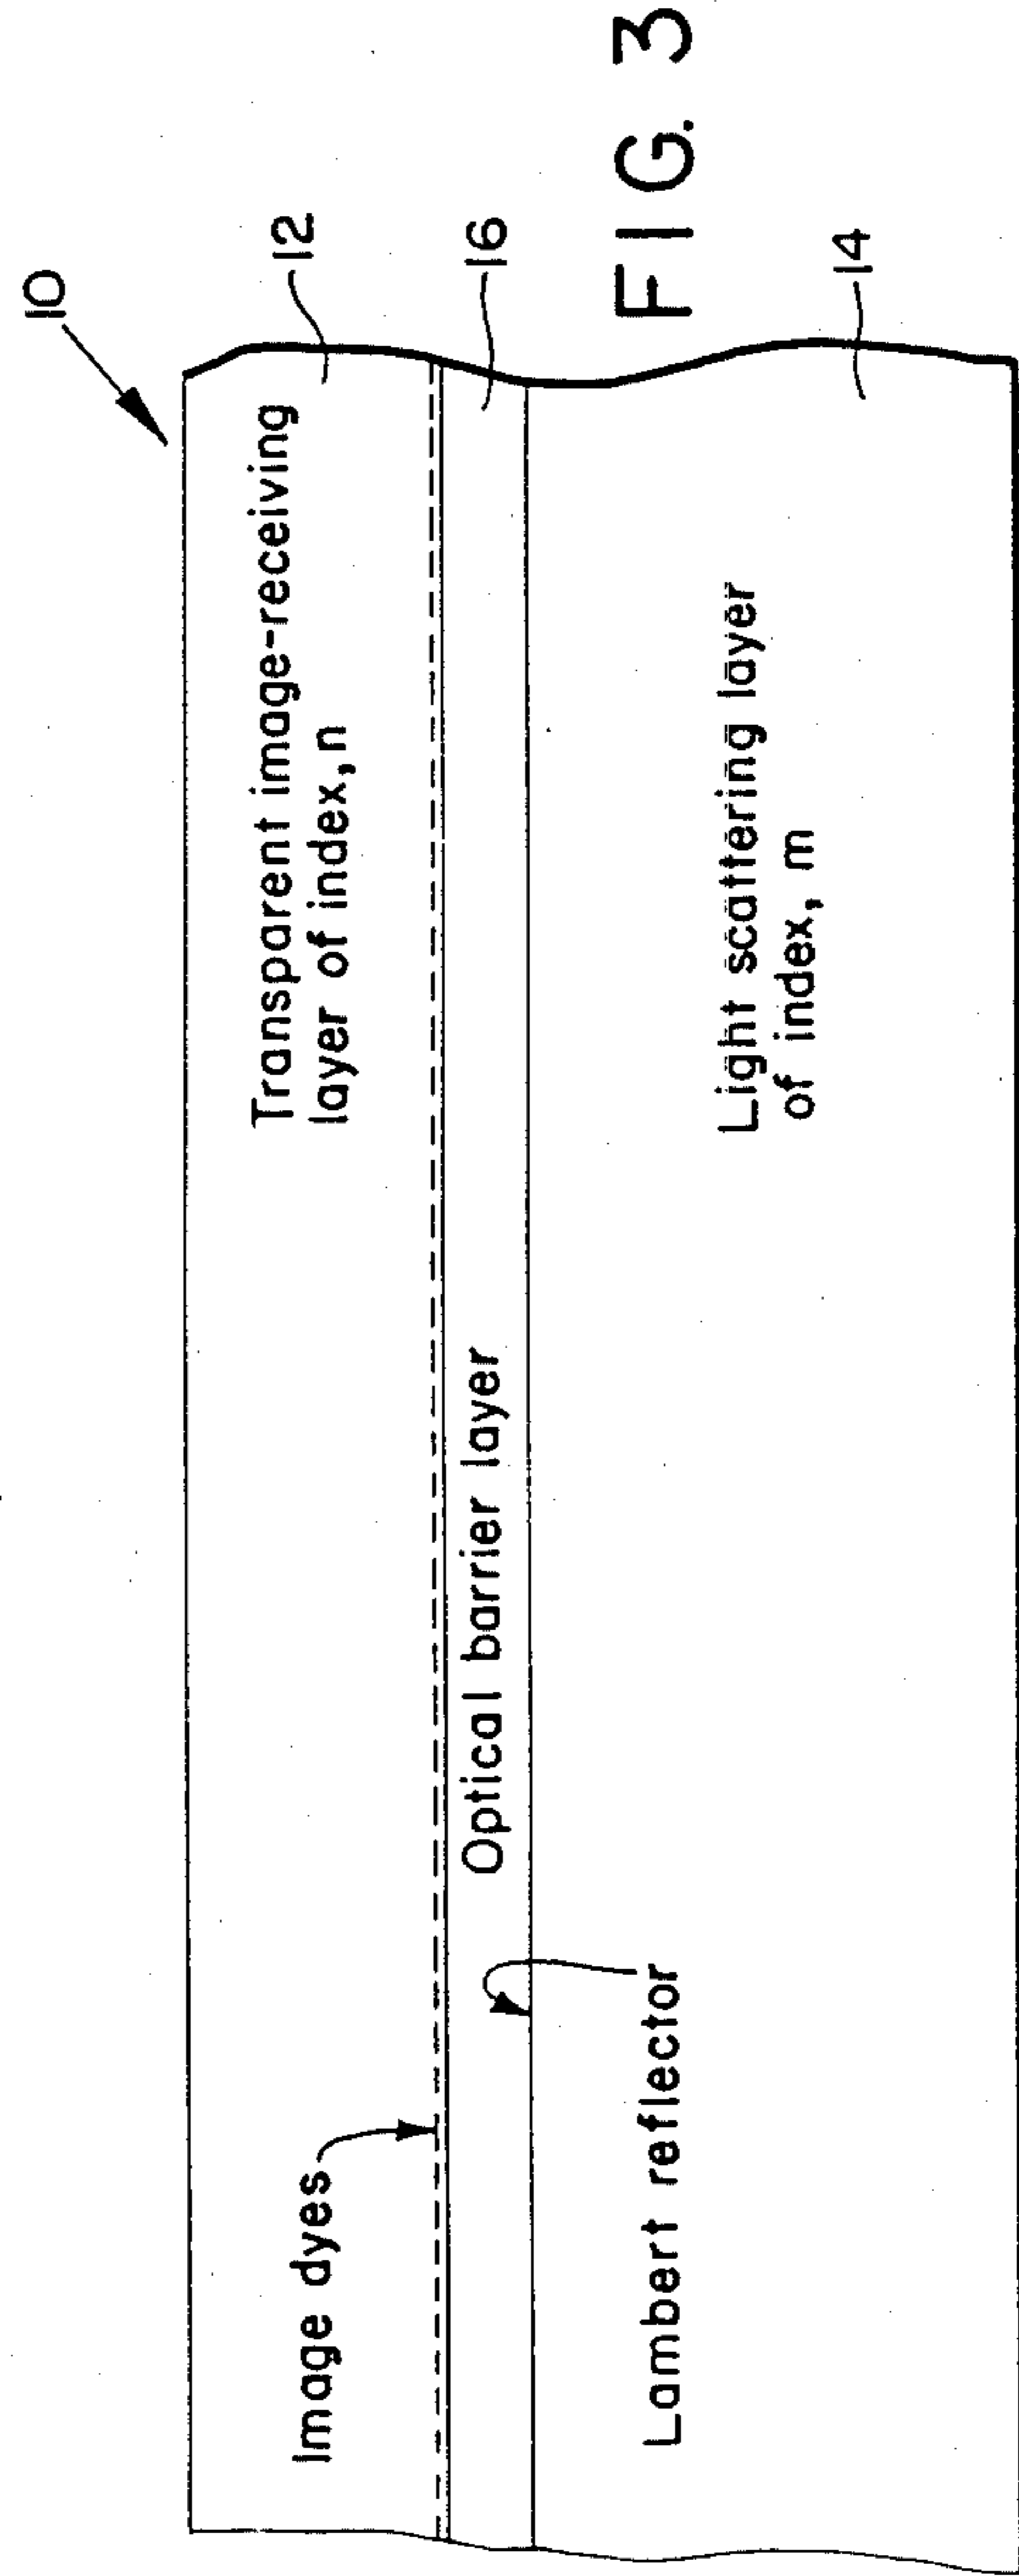 10
Transparent image-receiving
layer of index, n
12
Image dyes
Optical barrier layer
16
Lambert reflector
Light scattering layer
of index, m
14
FIG. 3